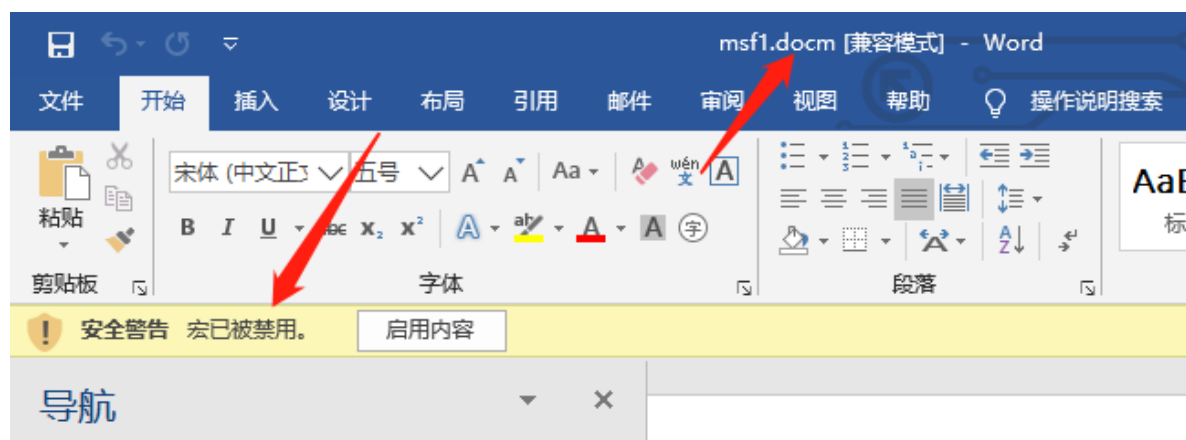 msf1.docm [兼容模式] - Word
文件 开始 插入 设计 布局 引用 邮件 审阅 视图 帮助 操作说明搜索
宋体 (中文正 五号 A A Aa wén 文 A
粘贴 B I U abc X₂ X² A ab A A 字 A Z
剪贴板 字体 段落
安全警告 宏已被禁用。 启用内容
导航